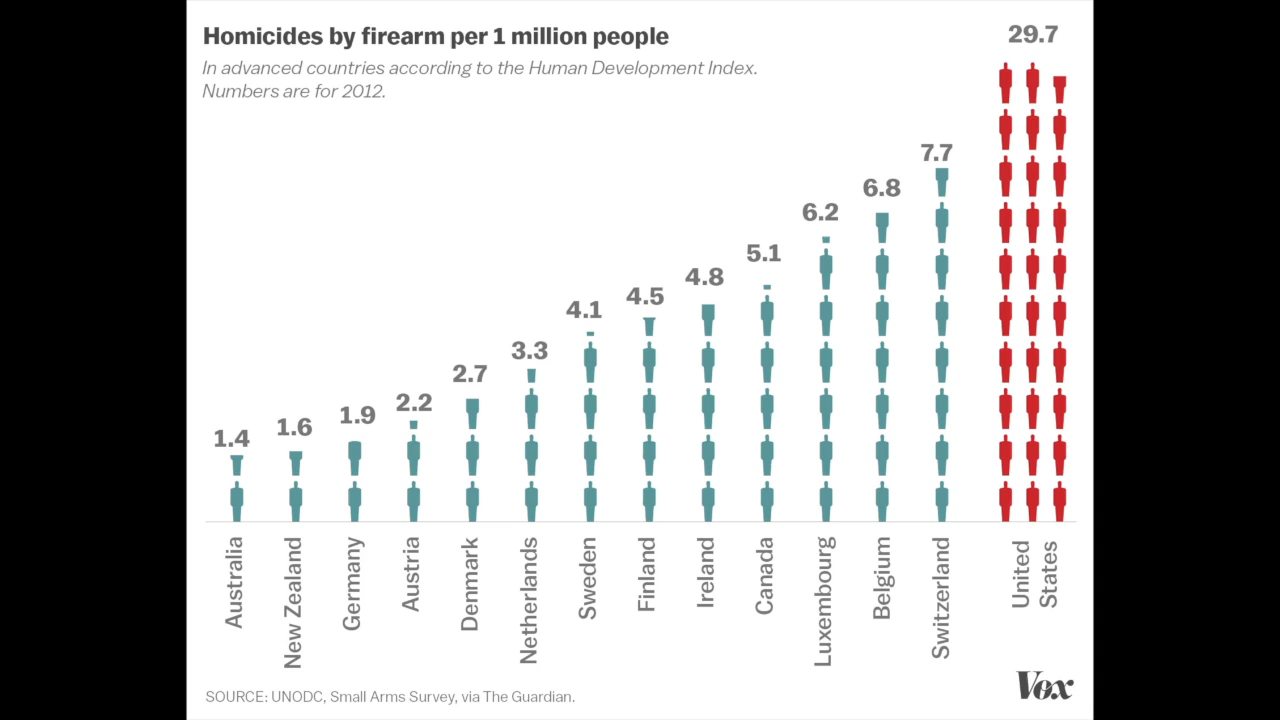 Homicides by firearm per 1 million people
In advanced countries according to the Human Development Index.
Numbers are for 2012.
29.7
7.7
6.8
6.2
5.1
4.8
4.5
4.1
3.3
2.7
2.2
1.9
1.6
1.4
Australia
New Zealand
Germany
Austria
Denmark
Netherlands
Sweden
Finland
Ireland
Canada
Luxembourg
Belgium
Switzerland
United
States
SOURCE: UNODC, Small Arms Survey, via The Guardian.
Vox